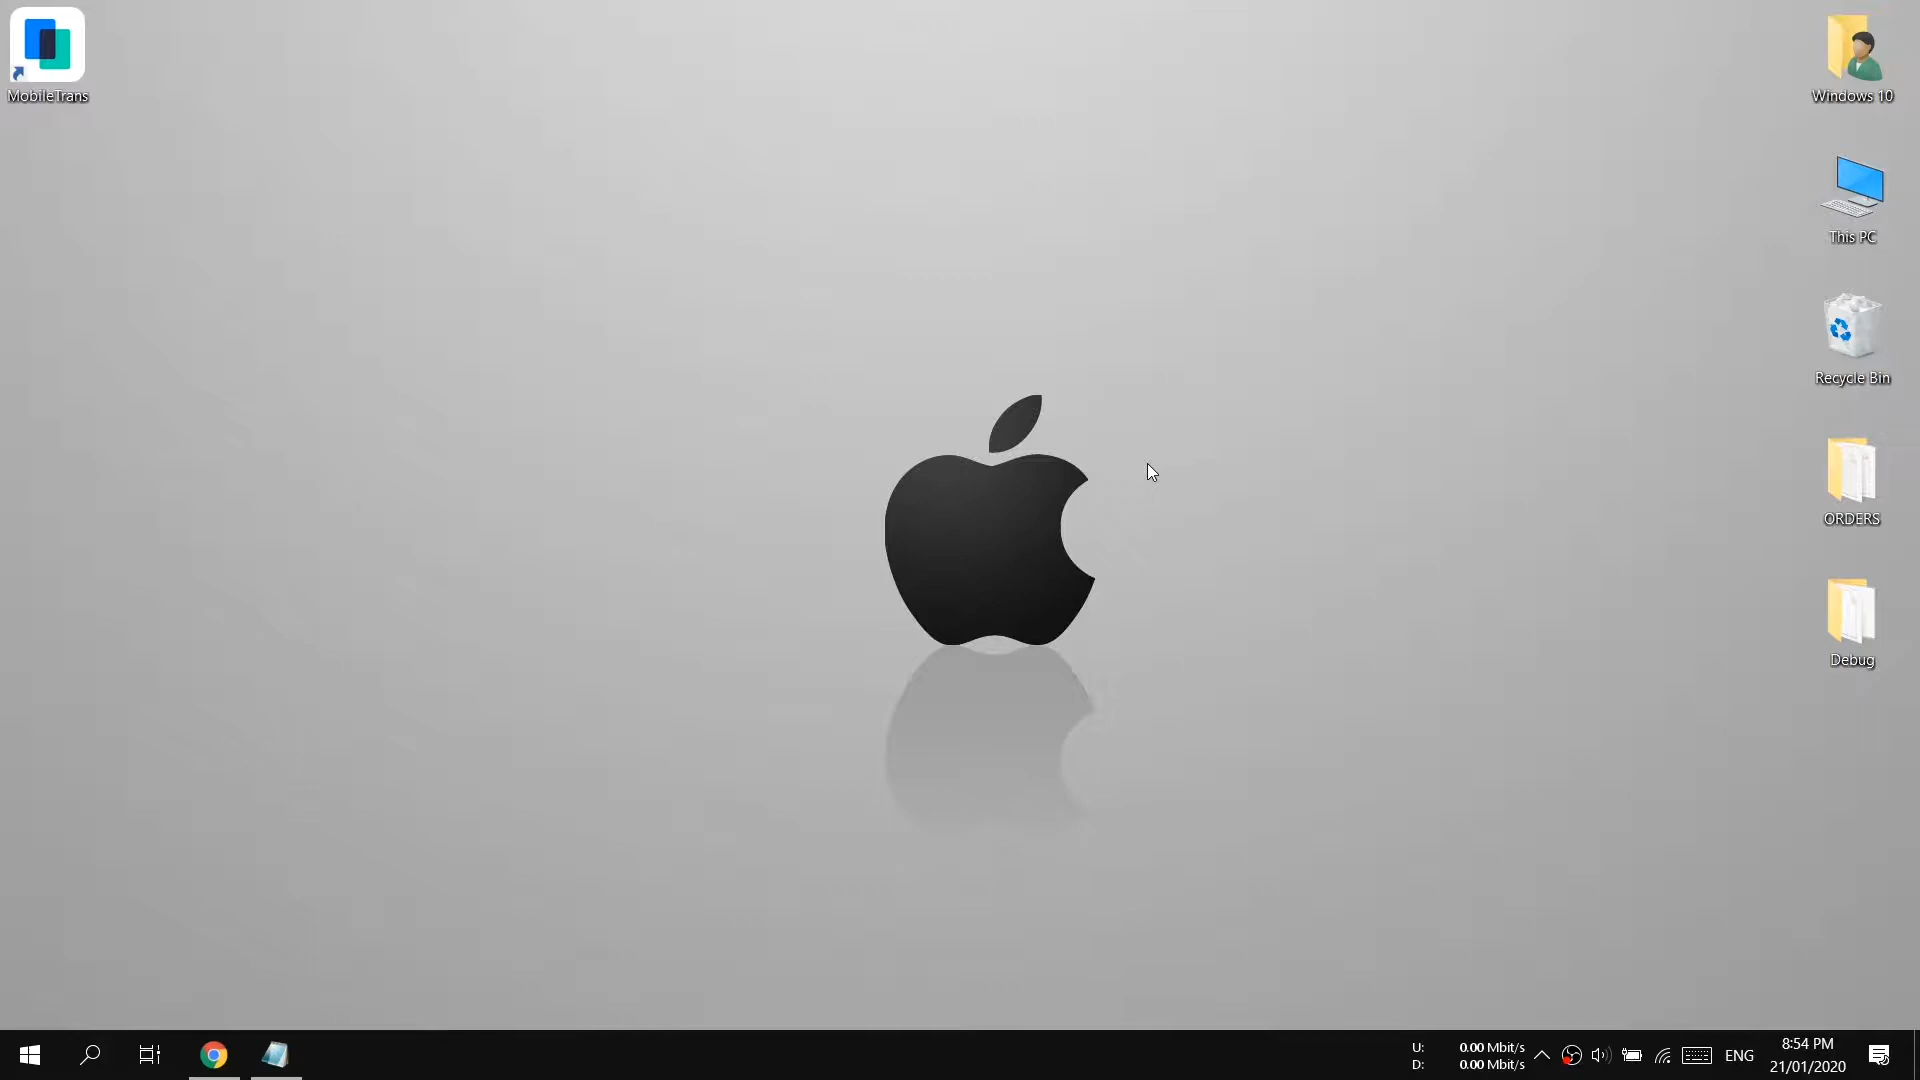 MobileTrans
Windows 10
This PC
Recycle Bin
ORDERS
Debug
U: 0.00 Mbit/s
D: 0.00 Mbit/s
ENG
8:54 PM
21/01/2020